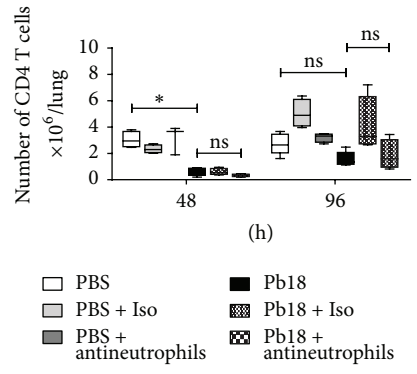 Number of CD4 T cells
×10⁶/lung
10
8
6
4
2
0
*
ns
ns
ns
48
96
(h)
PBS
PBS + Iso
PBS +
antineutrophils
Pb18
Pb18 + Iso
Pb18 +
antineutrophils